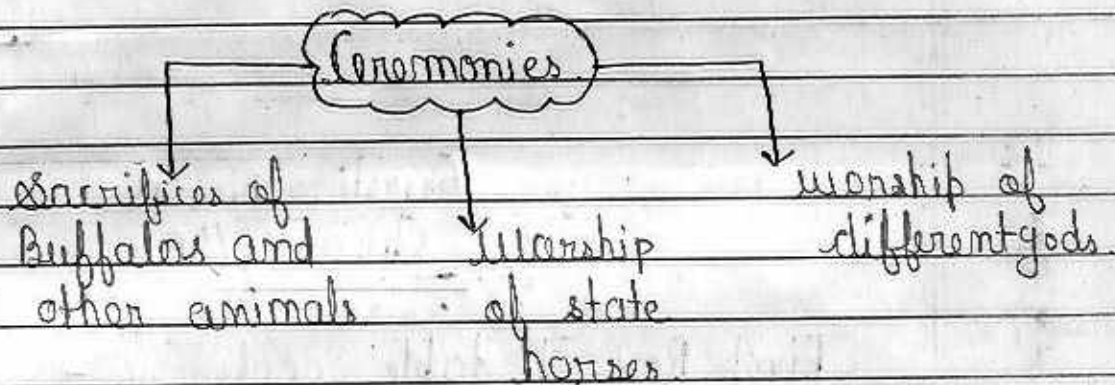 Ceremonies
Sacrifices of
Buffalos and
other animals
Worship
of state
horses.
worship of
different gods.